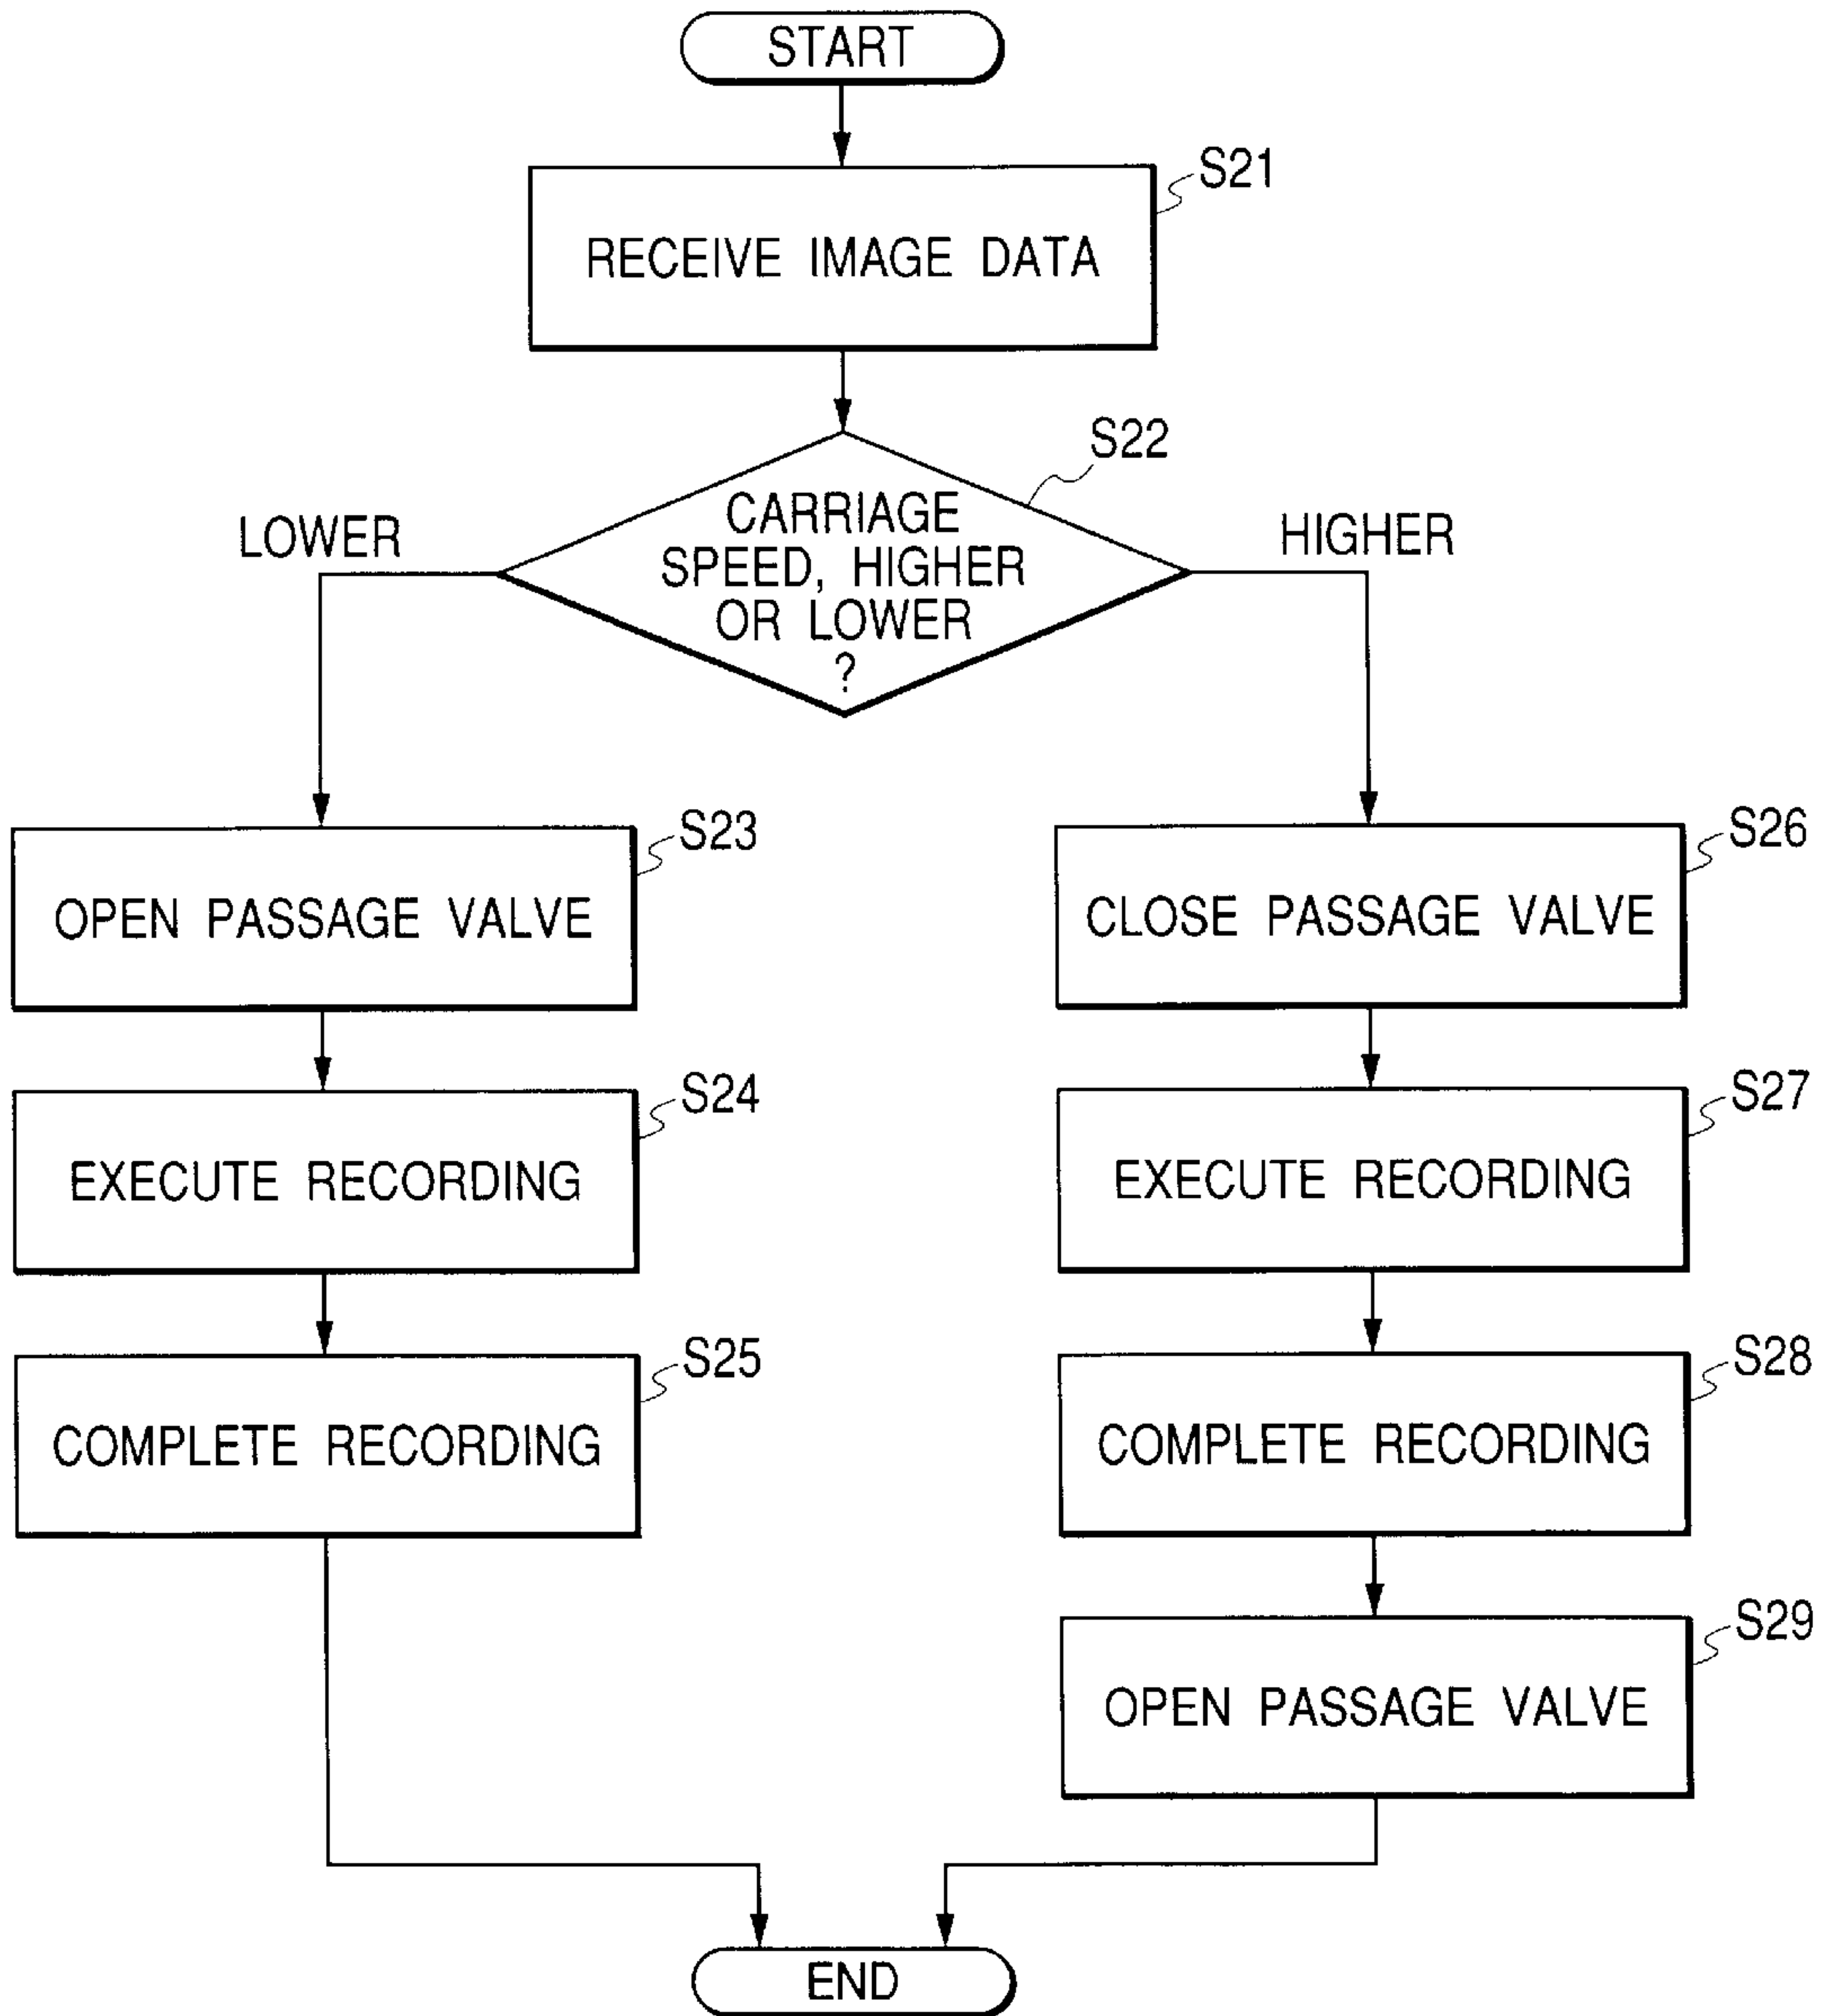 START
S21
RECEIVE IMAGE DATA
S22
CARRIAGE
SPEED, HIGHER
OR LOWER
?
LOWER
HIGHER
S23
OPEN PASSAGE VALVE
S26
CLOSE PASSAGE VALVE
S24
EXECUTE RECORDING
S27
EXECUTE RECORDING
S25
COMPLETE RECORDING
S28
COMPLETE RECORDING
S29
OPEN PASSAGE VALVE
END